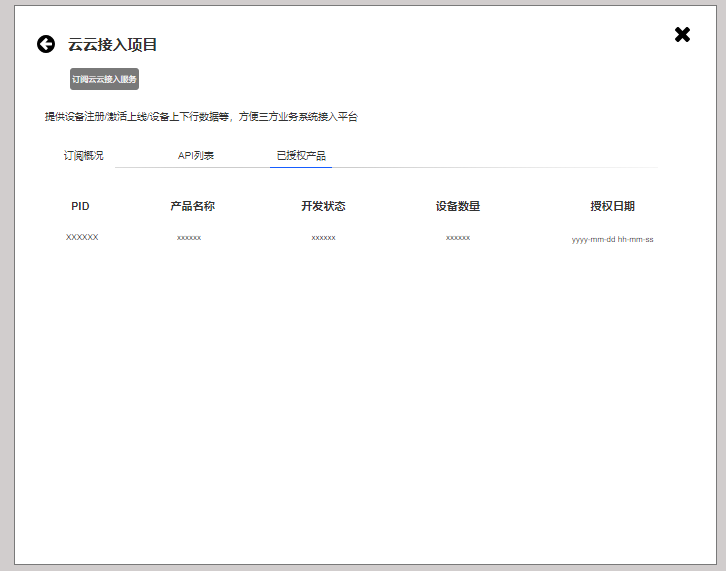 云云接入项目
订阅云云接入服务
提供设备注册/激活上线/设备上下行数据等，方便三方业务系统接入平台
订阅概况 API列表 已授权产品
PID 产品名称 开发状态 设备数量 授权日期
XXXXXX xxxxxx xxxxxx xxxxxx yyyy-mm-dd hh-mm-ss